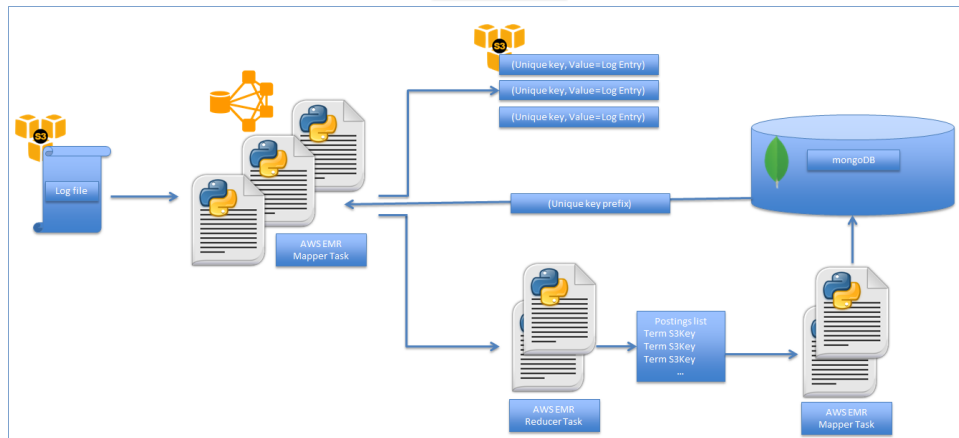 S3
(Unique key, Value=Log Entry)
(Unique key, Value=Log Entry)
(Unique key, Value=Log Entry)
S3
Log file
mongoDB
(Unique key prefix)
AWS EMR
Mapper Task
Postings list
Term S3Key
Term S3Key
Term S3Key
...
AWS EMR
Reducer Task
AWS EMR
Mapper Task